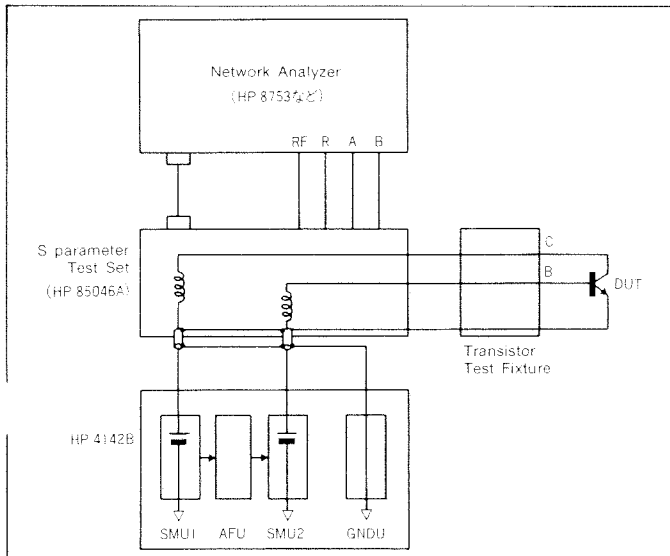 Network Analyzer
(HP 8753など)
RF R A B
S parameter
Test Set
(HP 85046A)
C
B
DUT
Transistor
Test Fixture
HP 4142B
SMU1 AFU SMU2 GNDU